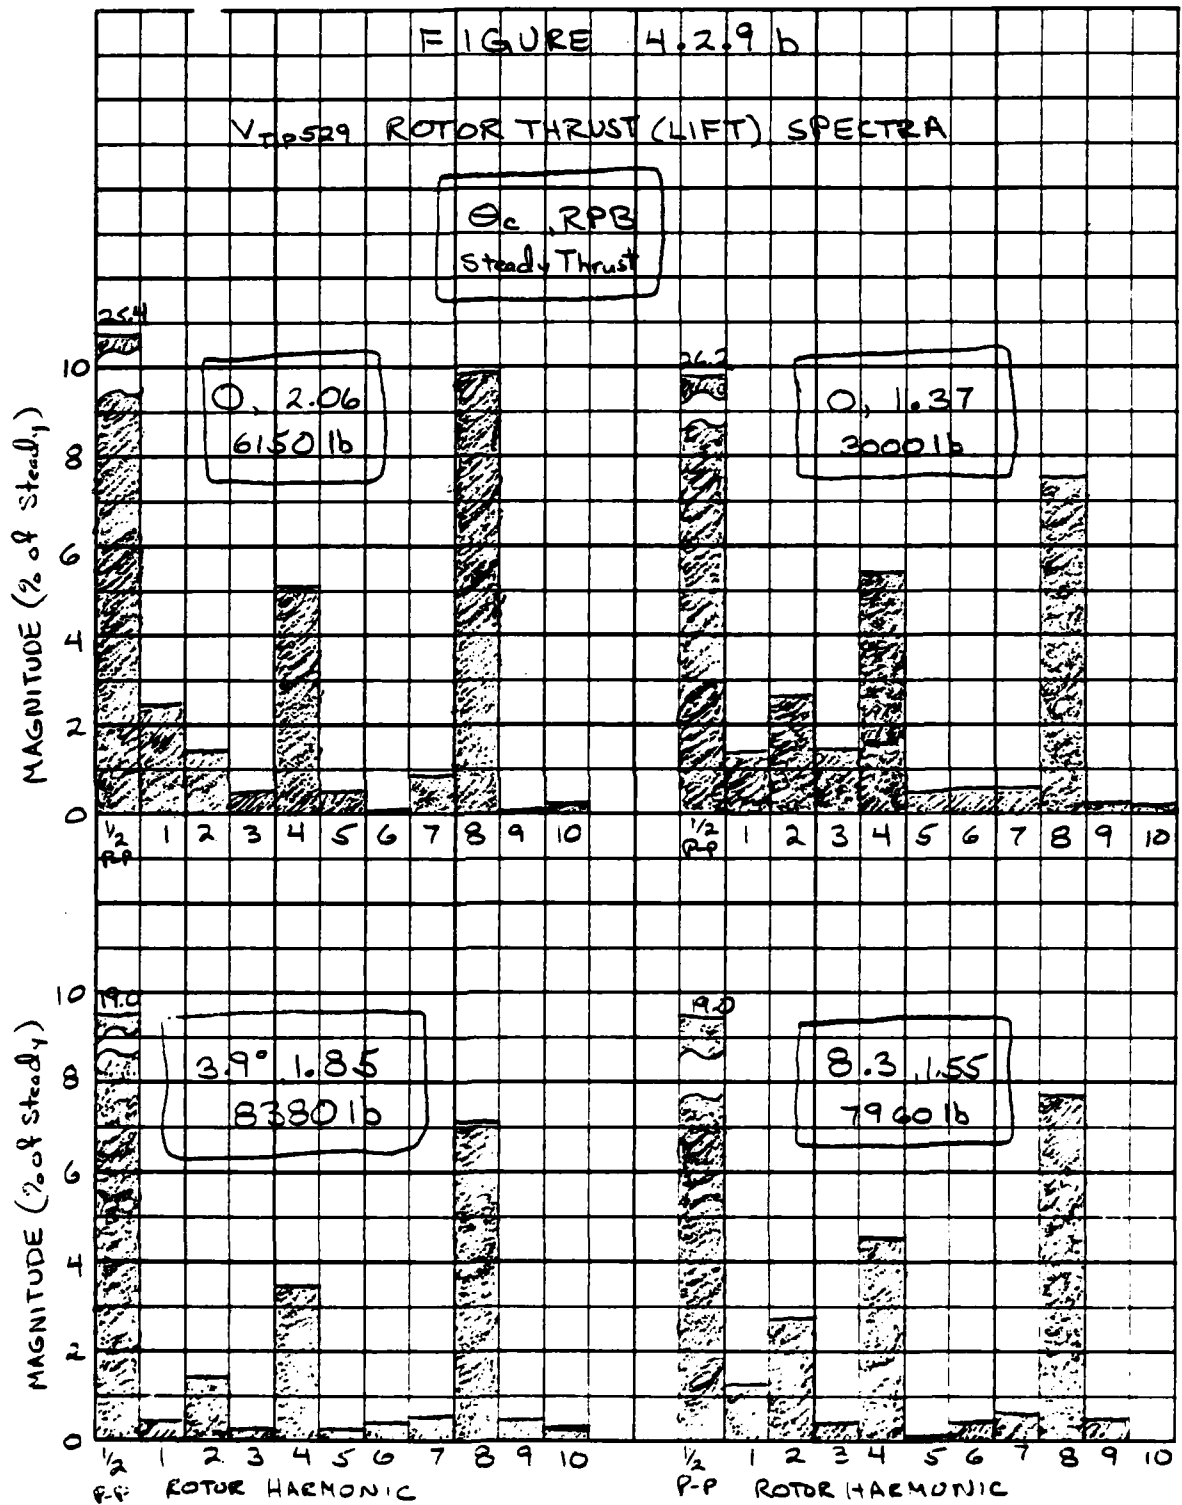 FIGURE 4.2.9 b
VTIP529 ROTOR THRUST (LIFT) SPECTRA
Θc, RPB
Steady Thrust
25.4
26.2
0, 2.06
6150 lb
0, 1.37
3000 lb
MAGNITUDE (% of Steady)
10
8
6
4
2
0
1/2 P-P 1 2 3 4 5 6 7 8 9 10
1/2 P-P 1 2 3 4 5 6 7 8 9 10
19.0
19.0
3.9° 1.85
8380 lb
8.3, 1.55
7960 lb
MAGNITUDE (% of Steady)
10
8
6
4
2
0
1/2 P-P 1 2 3 4 5 6 7 8 9 10
ROTOR HARMONIC
1/2 P-P 1 2 3 4 5 6 7 8 9 10
ROTOR HARMONIC